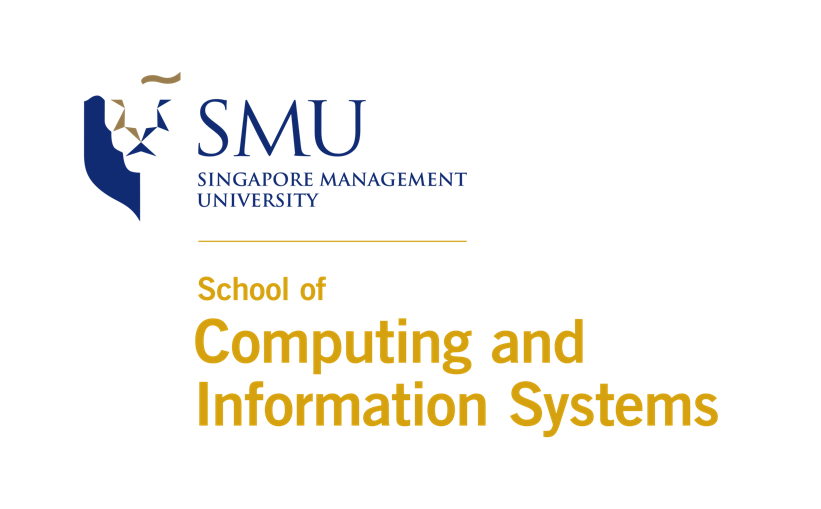 SMU
SINGAPORE MANAGEMENT
UNIVERSITY
School of
Computing and
Information Systems